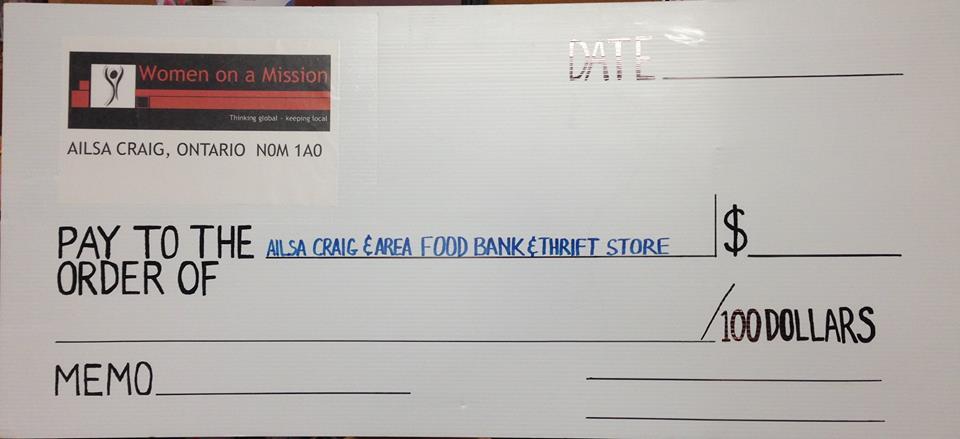 Women on a Mission
Thinking global - keeping local
AILSA CRAIG, ONTARIO N0M 1A0
DATE
PAY TO THE AILSA CRAIG & AREA FOOD BANK & THRIFT STORE $
ORDER OF
/100 DOLLARS
MEMO